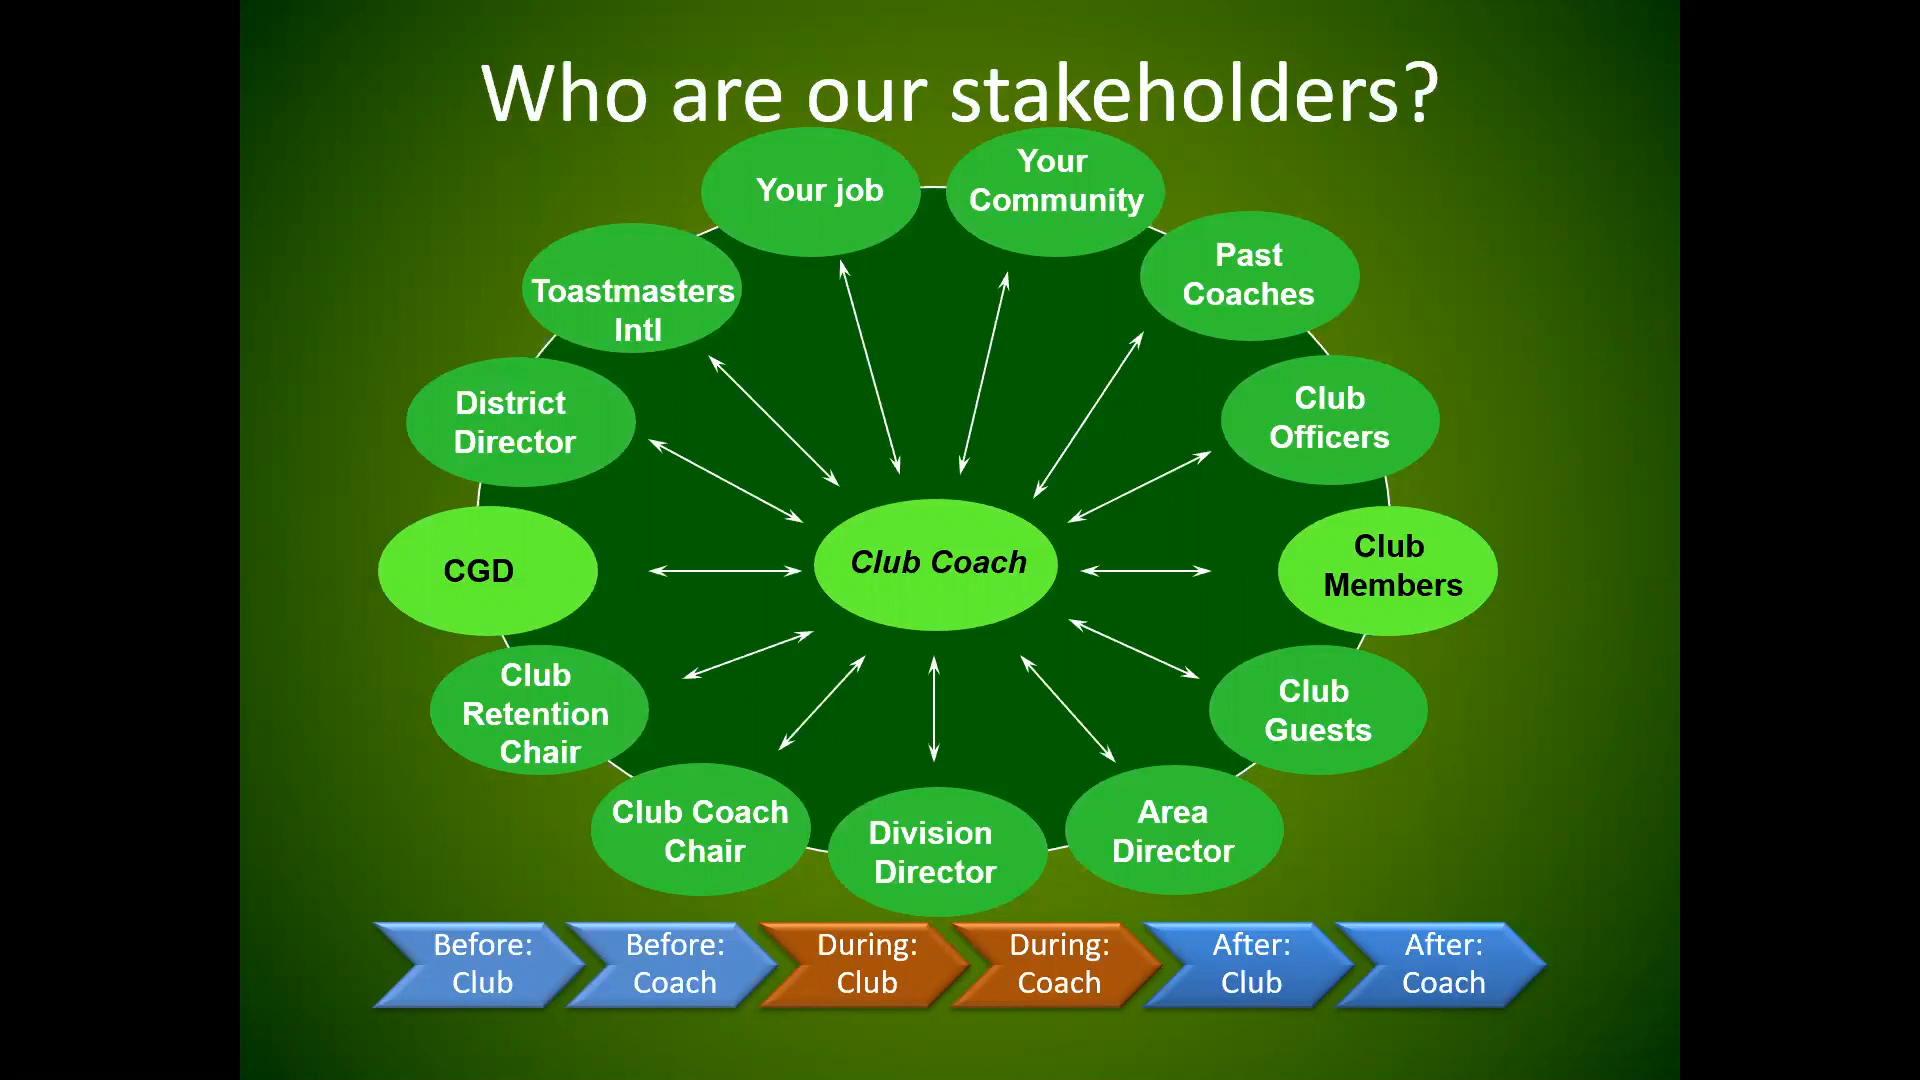 Who are our stakeholders?
Your job
Your
Community
Past
Coaches
Club
Officers
Club
Members
Club
Guests
Area
Director
Division
Director
Club Coach
Chair
Club
Retention
Chair
CGD
District
Director
Toastmasters
Intl
Club Coach
Before:
Club
Before:
Coach
During:
Club
During:
Coach
After:
Club
After:
Coach